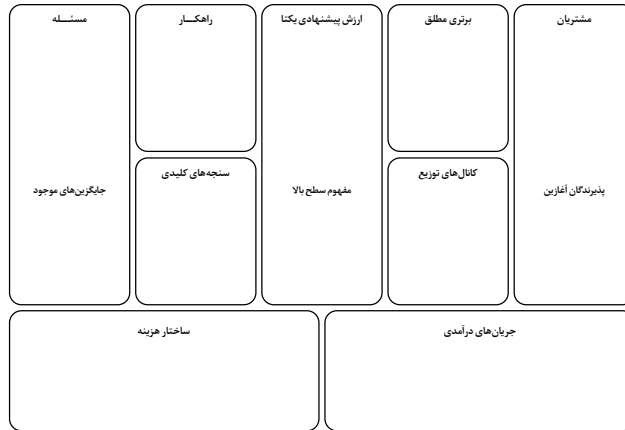 مسئـــله
راهکـــار
ارزش پیشنهادی یکتا
برتری مطلق
مشتریان
جایگزین‌های موجود
سنجه‌های کلیدی
مفهوم سطح بالا
کانال‌های توزیع
پذیرندگان آغازین
ساختار هزینه
جریان‌های درآمدی